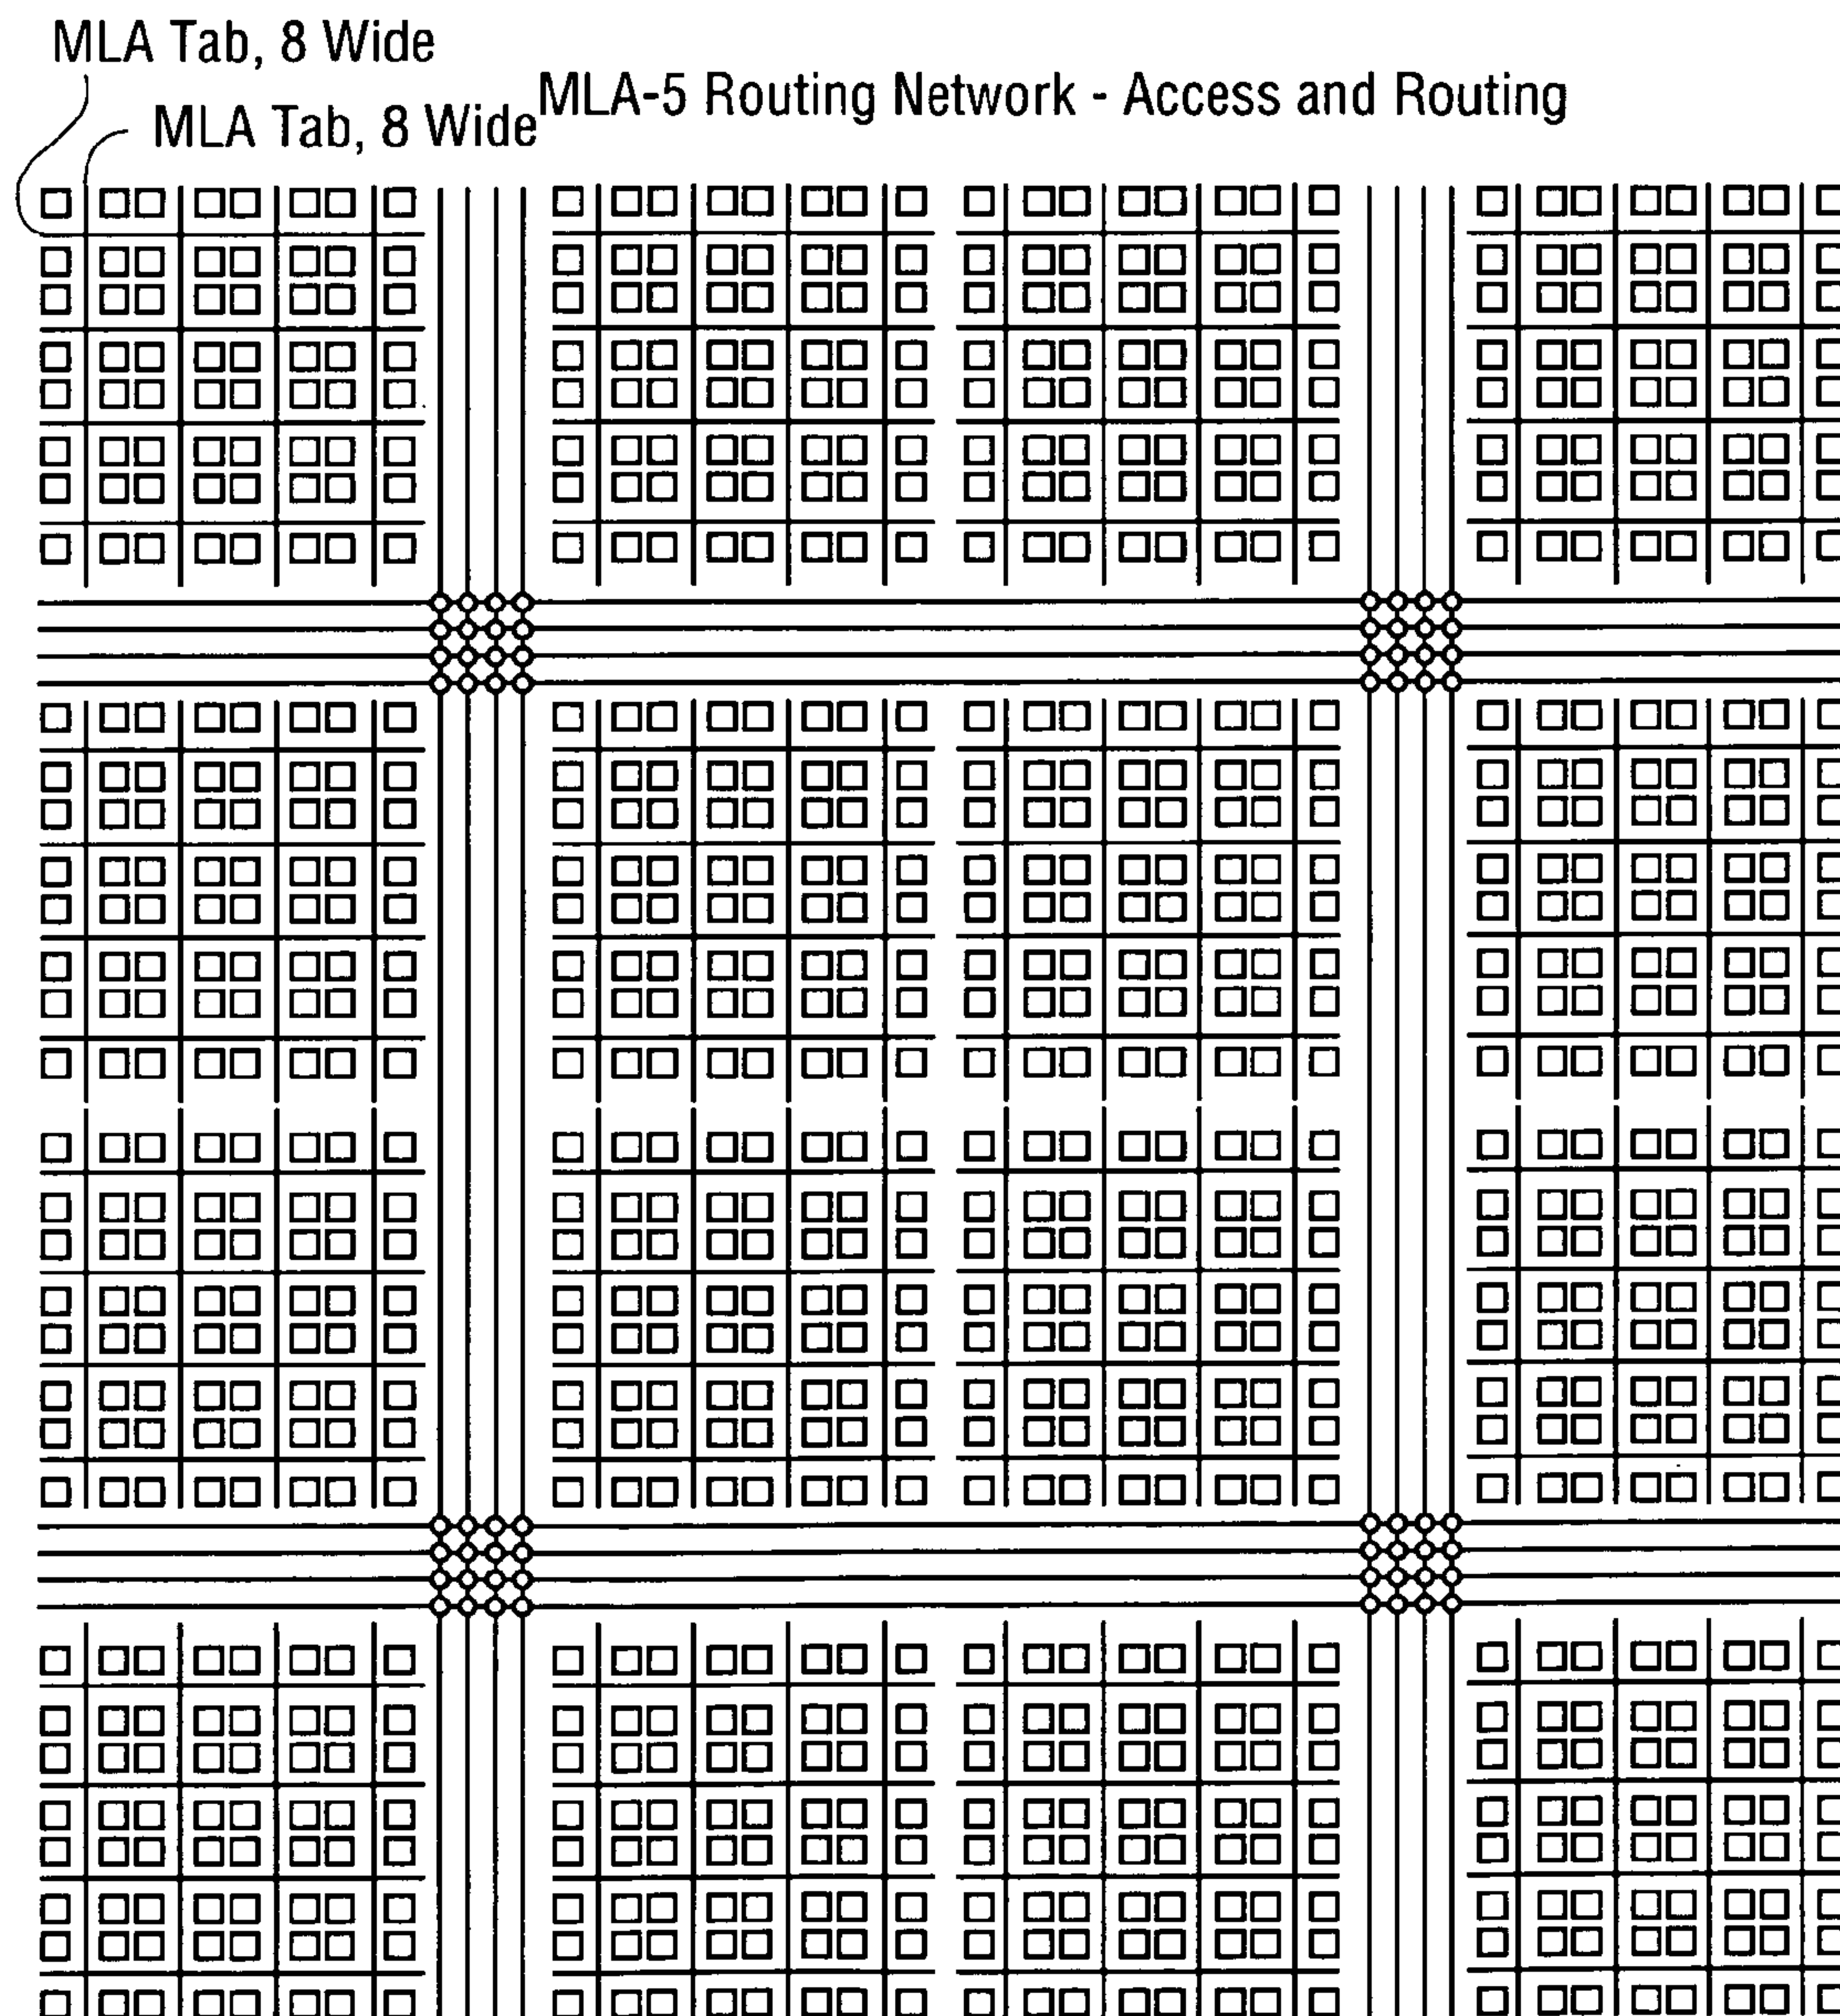 MLA Tab, 8 Wide
MLA-5 Routing Network - Access and Routing
MLA Tab, 8 Wide